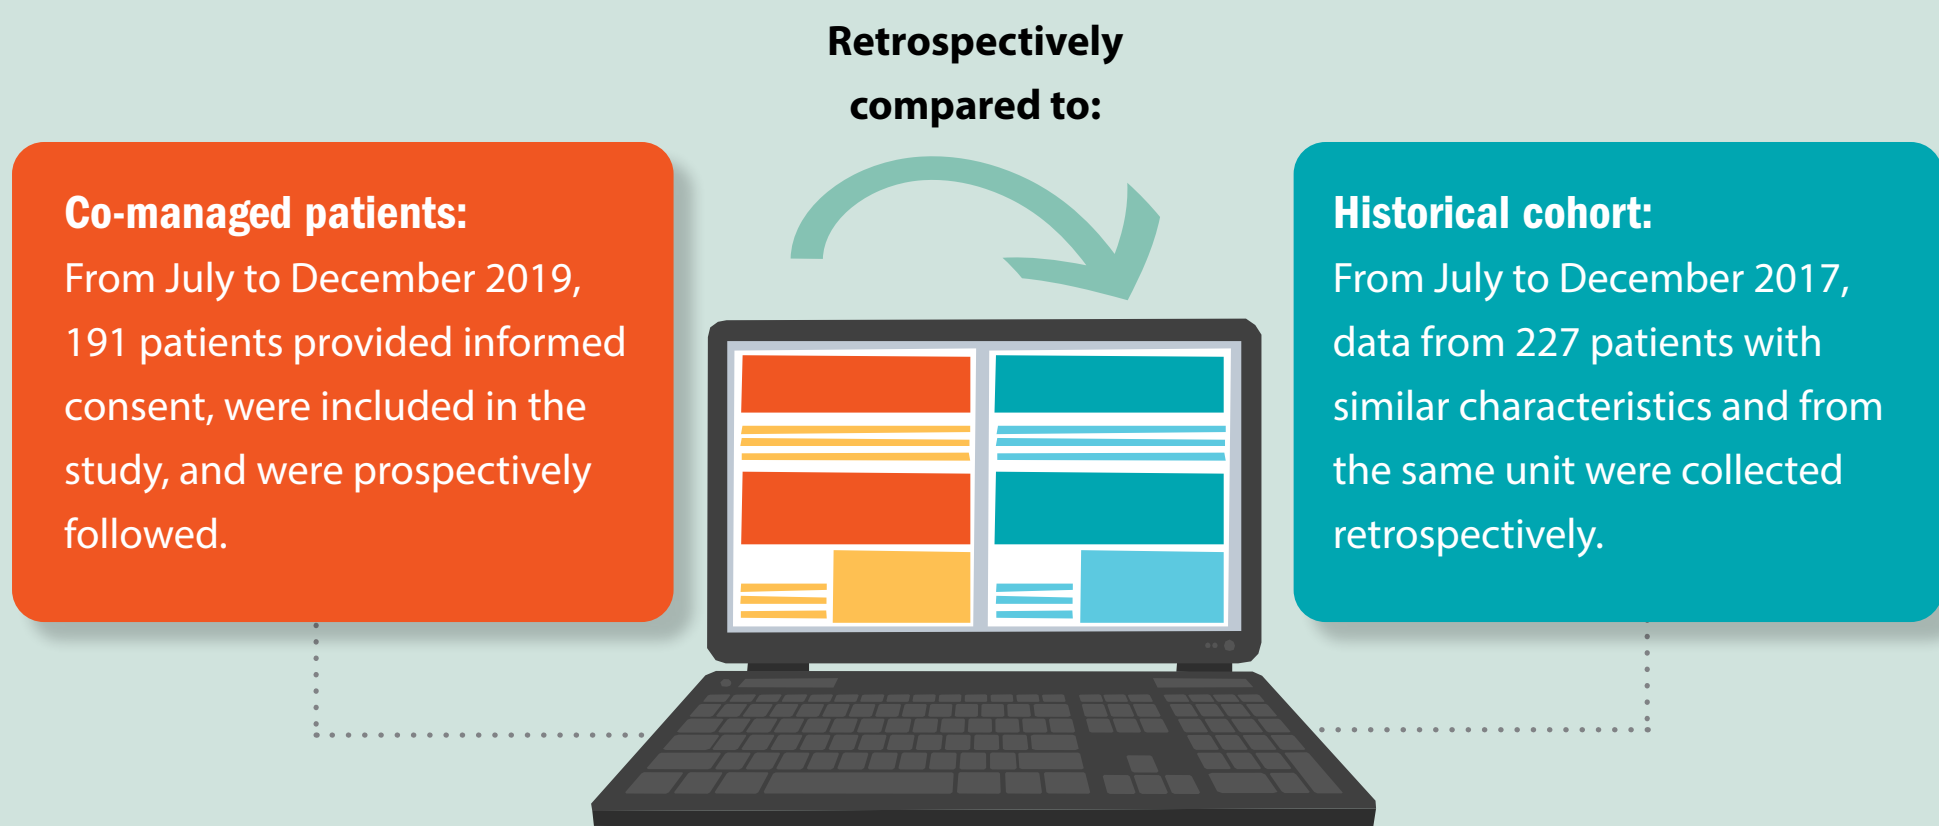 Retrospectively
compared to:
Co-managed patients:
From July to December 2019,
191 patients provided informed
consent, were included in the
study, and were prospectively
followed.
Historical cohort:
From July to December 2017,
data from 227 patients with
similar characteristics and from
the same unit were collected
retrospectively.